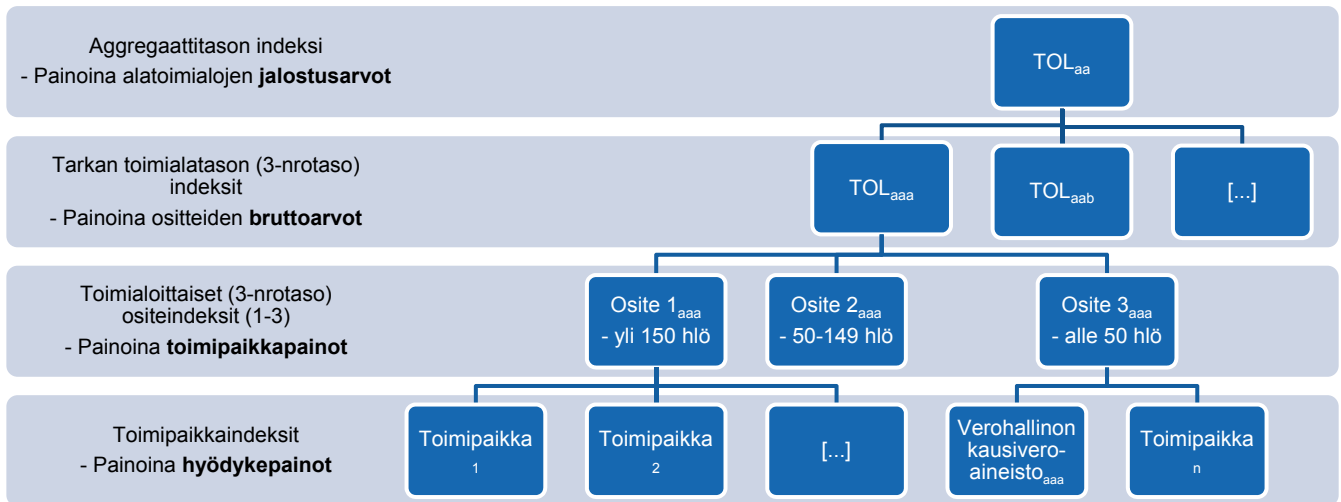 Aggregaattitason indeksi
- Painoina alatoimialojen jalostusarvot
TOLaa
Tarkan toimialatason (3-nrotaso)
indeksit
- Painoina ositteiden bruttoarvot
TOLaaa
TOLaab
[...]
Toimialoittaiset (3-nrotaso)
ositeindeksit (1-3)
- Painoina toimipaikkapainot
Osite 1aaa
- yli 150 hlö
Osite 2aaa
- 50-149 hlö
Osite 3aaa
- alle 50 hlö
Toimipaikkaindeksit
- Painoina hyödykepainot
Toimipaikka
1
Toimipaikka
2
[...]
Verohallinon
kausivero-
aineistoaaa
Toimipaikka
n